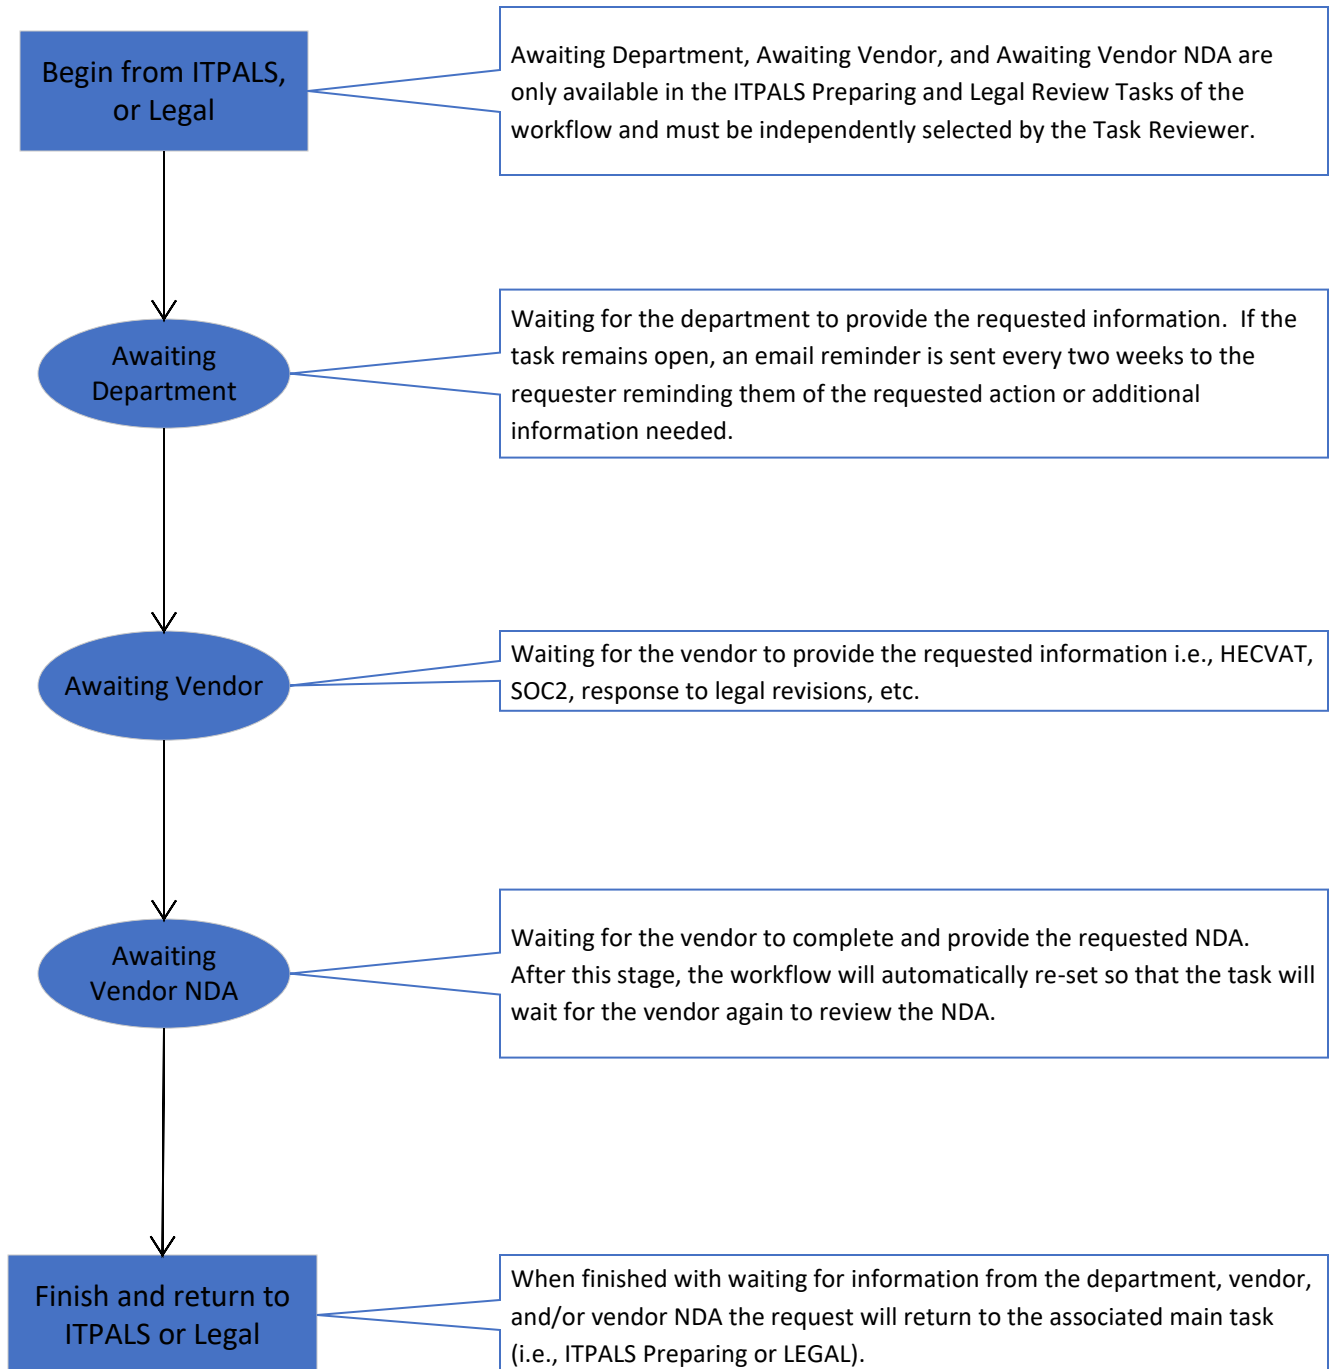 Begin from ITPALS,
or Legal
Awaiting Department, Awaiting Vendor, and Awaiting Vendor NDA are
only available in the ITPALS Preparing and Legal Review Tasks of the
workflow and must be independently selected by the Task Reviewer.
Awaiting
Department
Waiting for the department to provide the requested information.  If the
task remains open, an email reminder is sent every two weeks to the
requester reminding them of the requested action or additional
information needed.
Awaiting Vendor
Waiting for the vendor to provide the requested information i.e., HECVAT,
SOC2, response to legal revisions, etc.
Awaiting
Vendor NDA
Waiting for the vendor to complete and provide the requested NDA.
After this stage, the workflow will automatically re-set so that the task will
wait for the vendor again to review the NDA.
Finish and return to
ITPALS or Legal
When finished with waiting for information from the department, vendor,
and/or vendor NDA the request will return to the associated main task
(i.e., ITPALS Preparing or LEGAL).